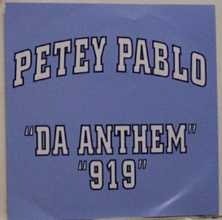 PETEY PABLO
"DA ANTHEM"
"919"